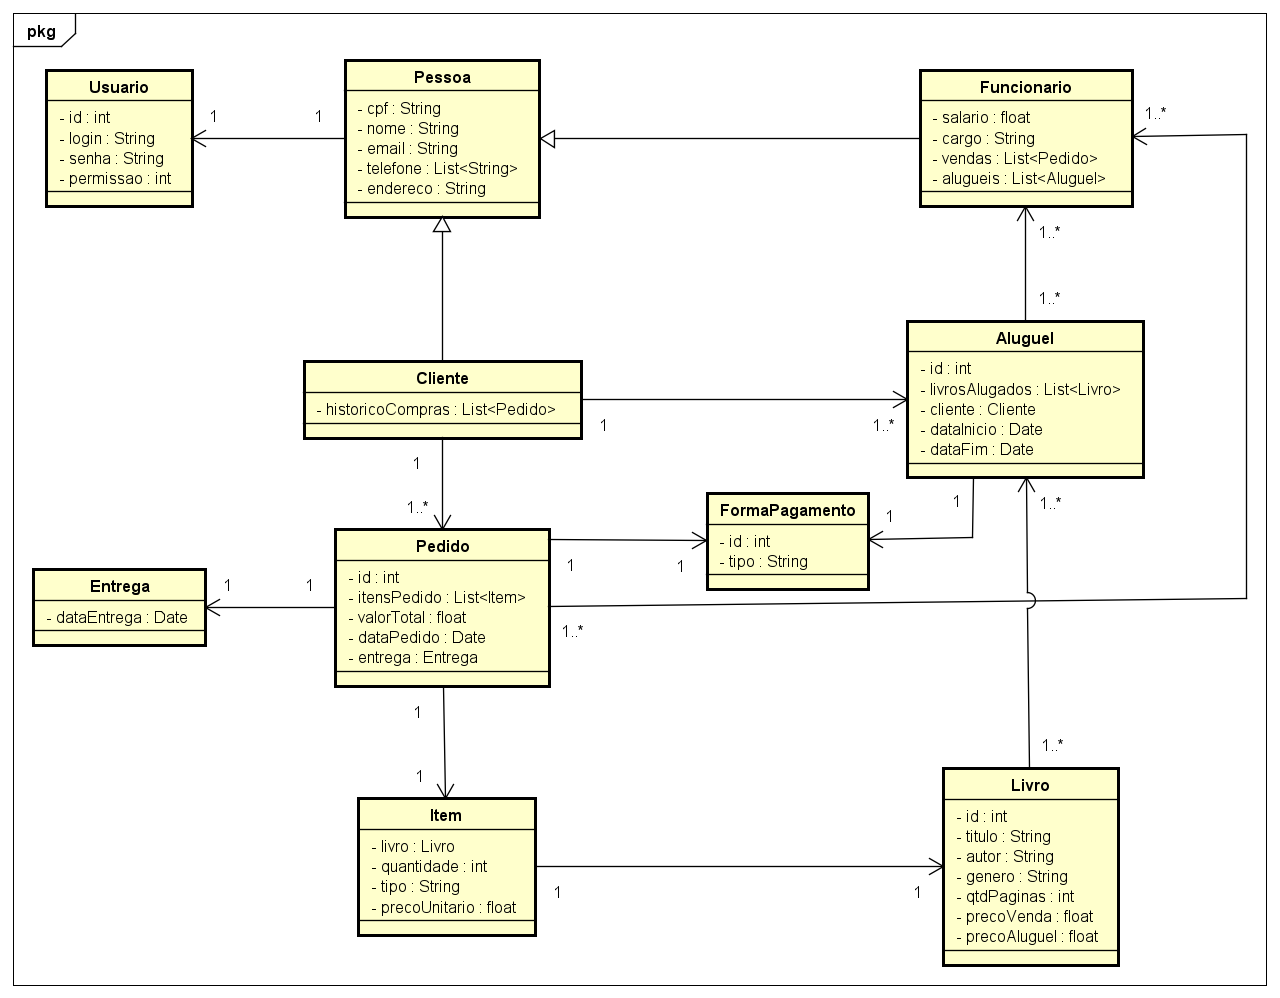 pkg
Usuario
- id : int
- login : String
- senha : String
- permissao : int
1
1
Pessoa
- cpf : String
- nome : String
- email : String
- telefone : List<String>
- endereco : String
Funcionario
- salario : float
- cargo : String
- vendas : List<Pedido>
- alugueis : List<Aluguel>
1..*
1..*
1..*
Cliente
- historicoCompras : List<Pedido>
1
1..*
Aluguel
- id : int
- livrosAlugados : List<Livro>
- cliente : Cliente
- dataInicio : Date
- dataFim : Date
1
1..*
1
1..*
FormaPagamento
- id : int
- tipo : String
1
1
1
Pedido
- id : int
- itensPedido : List<Item>
- valorTotal : float
- dataPedido : Date
- entrega : Entrega
1..*
Entrega
- dataEntrega : Date
1
1
1
1
1..*
Item
- livro : Livro
- quantidade : int
- tipo : String
- precoUnitario : float
1
1
Livro
- id : int
- titulo : String
- autor : String
- genero : String
- qtdPaginas : int
- precoVenda : float
- precoAluguel : float